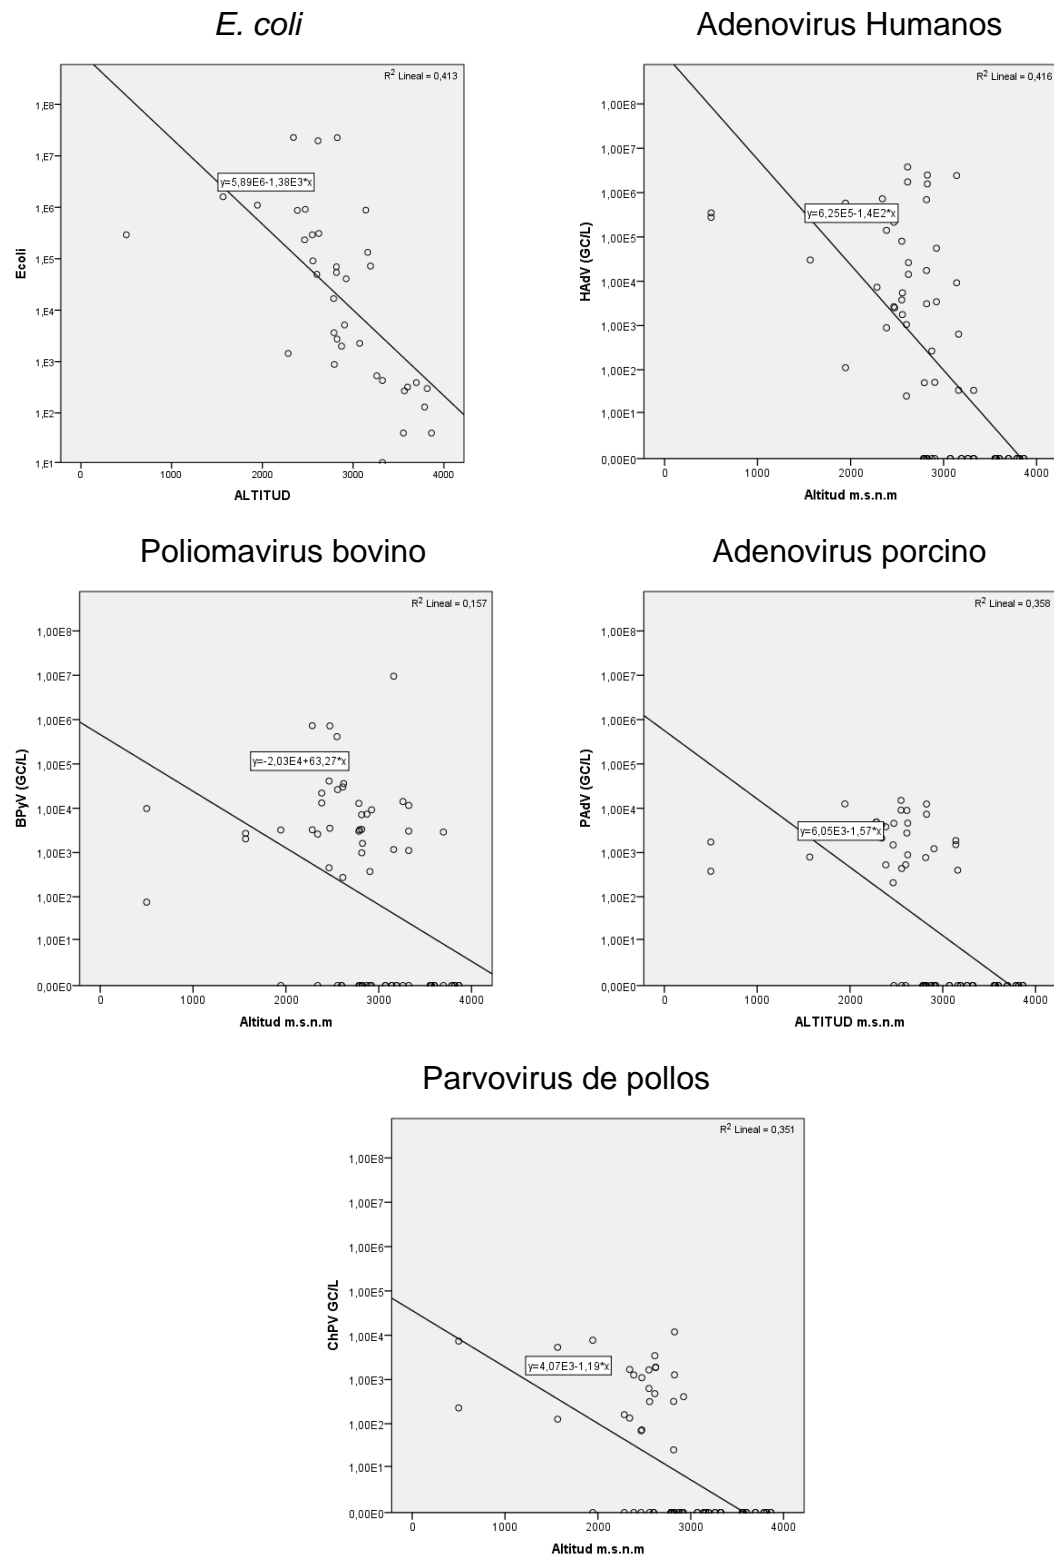 E. coli
R² Lineal = 0,413
1,E8
1,E7
1,E6
1,E5
1,E4
1,E3
1,E2
1,E1
Ecoli
y=5,89E6-1,38E3*x
0 1000 2000 3000 4000
ALTITUD
Adenovirus Humanos
R² Lineal = 0,416
1,00E8
1,00E7
1,00E6
1,00E5
1,00E4
1,00E3
1,00E2
1,00E1
0,00E0
HAdV (GC/L)
y=6,25E5-1,4E2*x
0 1000 2000 3000 4000
Altitud m.s.n.m
Poliomavirus bovino
R² Lineal = 0,157
1,00E8
1,00E7
1,00E6
1,00E5
1,00E4
1,00E3
1,00E2
1,00E1
0,00E0
BPyV (GC/L)
y=-2,03E4+63,27*x
0 1000 2000 3000 4000
Altitud m.s.n.m
Adenovirus porcino
R² Lineal = 0,358
1,00E8
1,00E7
1,00E6
1,00E5
1,00E4
1,00E3
1,00E2
1,00E1
0,00E0
PAdV (GC/L)
y=6,05E3-1,57*x
0 1000 2000 3000 4000
ALTITUD m.s.n.m
Parvovirus de pollos
R² Lineal = 0,351
1,00E8
1,00E7
1,00E6
1,00E5
1,00E4
1,00E3
1,00E2
1,00E1
0,00E0
ChPV GC/L
y=4,07E3-1,19*x
0 1000 2000 3000 4000
Altitud m.s.n.m